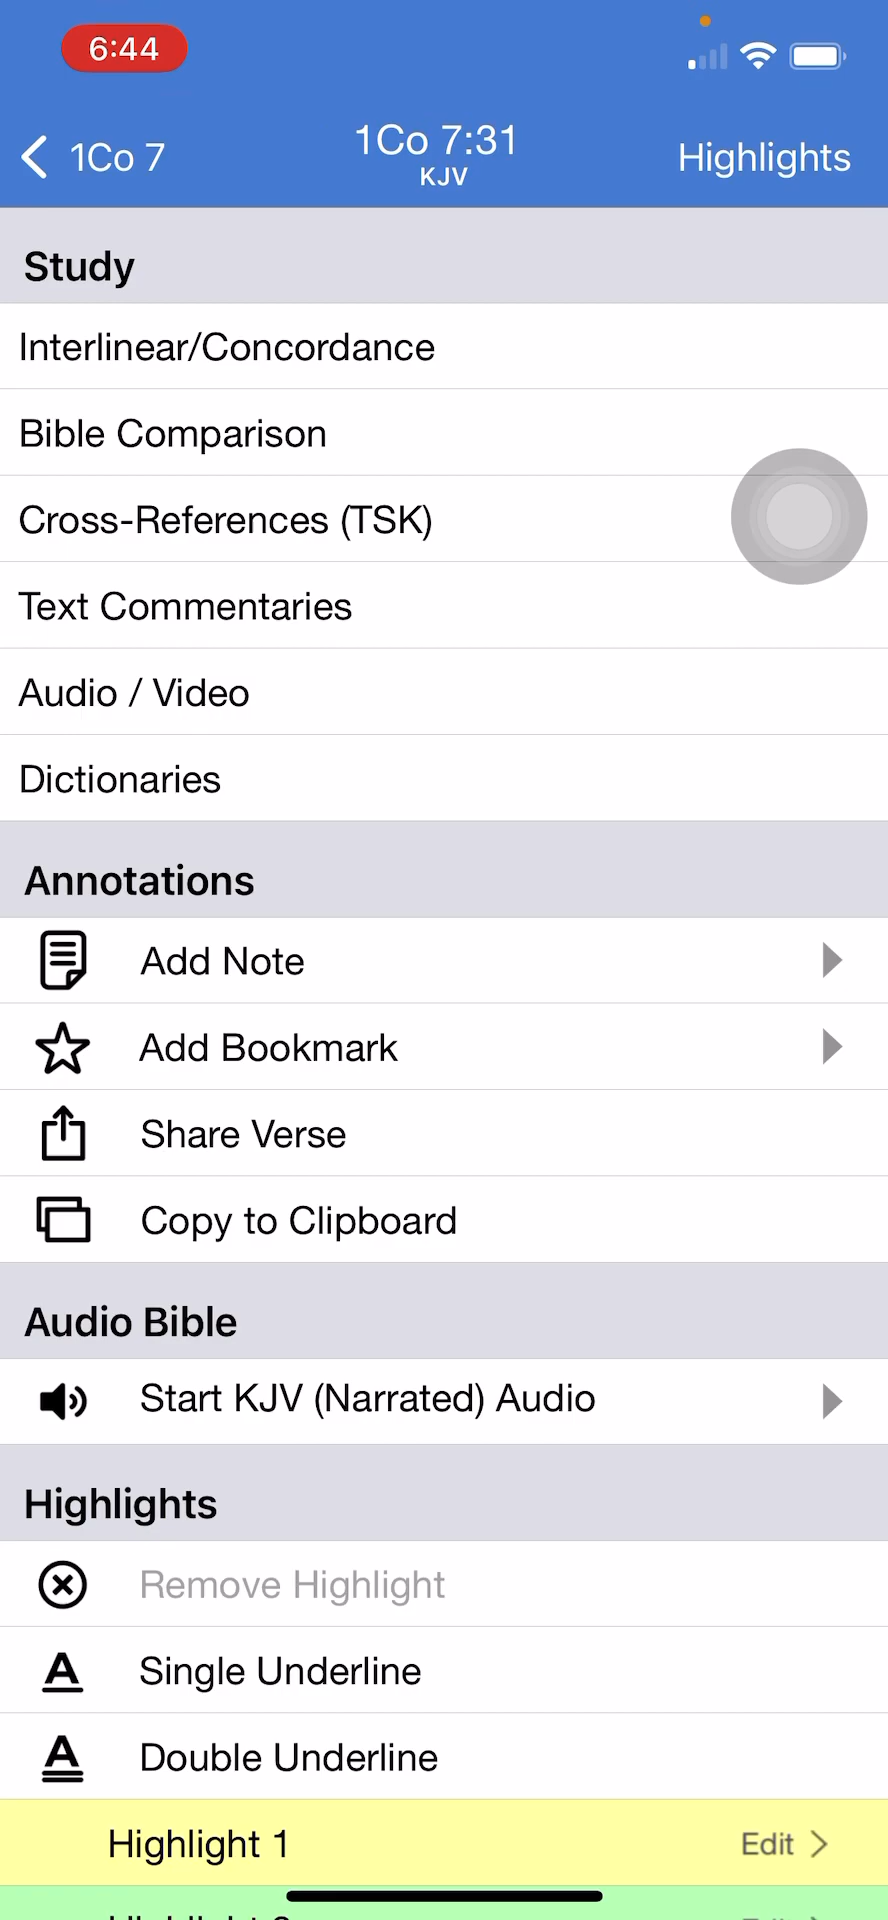 6:44
1Co 7
1Co 7:31
KJV
Highlights
Study
Interlinear/Concordance
Bible Comparison
Cross-References (TSK)
Text Commentaries
Audio / Video
Dictionaries
Annotations
Add Note
Add Bookmark
Share Verse
Copy to Clipboard
Audio Bible
Start KJV (Narrated) Audio
Highlights
Remove Highlight
A Single Underline
A Double Underline
Highlight 1 Edit